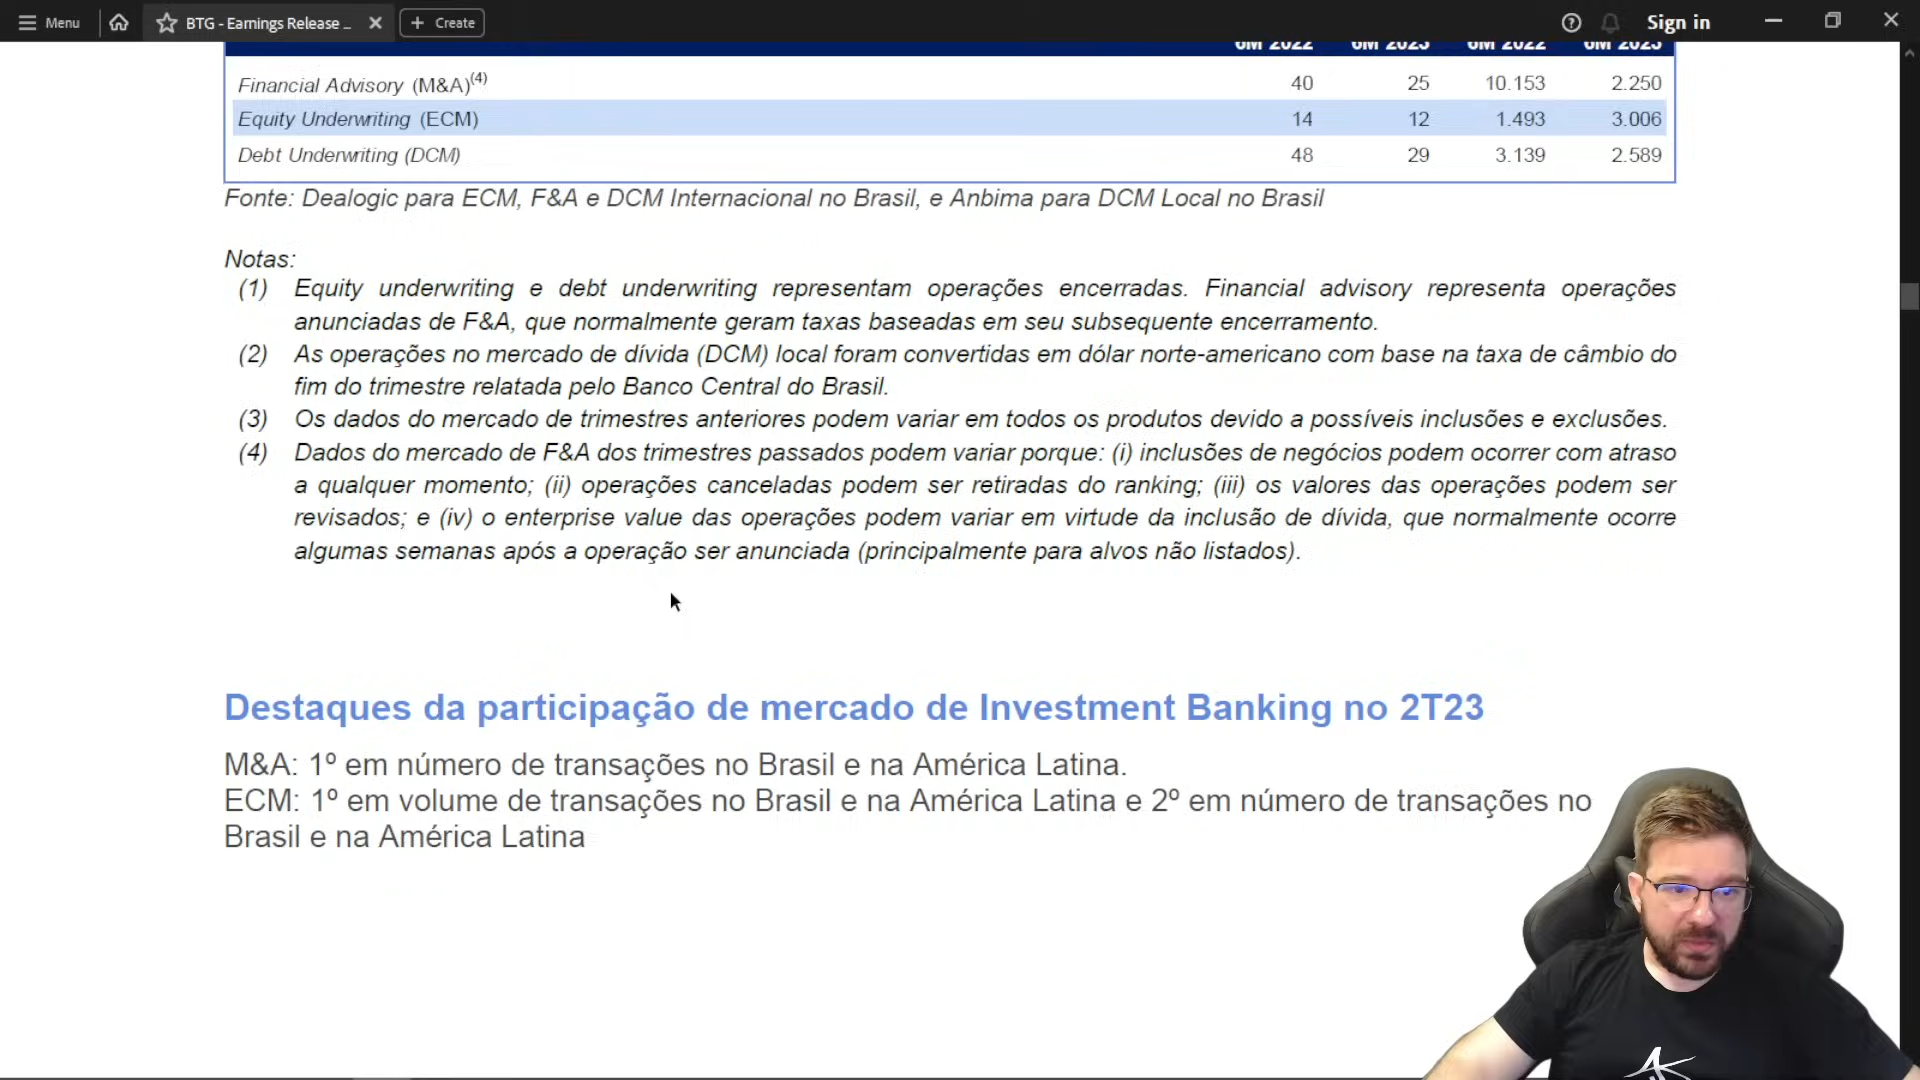 Menu
BTG - Earnings Release ...
Create
Sign in
6M 2022 6M 2023 6M 2022 6M 2023
Financial Advisory (M&A)(4) 40 25 10.153 2.250
Equity Underwriting (ECM) 14 12 1.493 3.006
Debt Underwriting (DCM) 48 29 3.139 2.589
Fonte: Dealogic para ECM, F&A e DCM Internacional no Brasil, e Anbima para DCM Local no Brasil
Notas:
(1) Equity underwriting e debt underwriting representam operações encerradas. Financial advisory representa operações
anunciadas de F&A, que normalmente geram taxas baseadas em seu subsequente encerramento.
(2) As operações no mercado de dívida (DCM) local foram convertidas em dólar norte-americano com base na taxa de câmbio do
fim do trimestre relatada pelo Banco Central do Brasil.
(3) Os dados do mercado de trimestres anteriores podem variar em todos os produtos devido a possíveis inclusões e exclusões.
(4) Dados do mercado de F&A dos trimestres passados podem variar porque: (i) inclusões de negócios podem ocorrer com atraso
a qualquer momento; (ii) operações canceladas podem ser retiradas do ranking; (iii) os valores das operações podem ser
revisados; e (iv) o enterprise value das operações podem variar em virtude da inclusão de dívida, que normalmente ocorre
algumas semanas após a operação ser anunciada (principalmente para alvos não listados).
Destaques da participação de mercado de Investment Banking no 2T23
M&A: 1º em número de transações no Brasil e na América Latina.
ECM: 1º em volume de transações no Brasil e na América Latina e 2º em número de transações no
Brasil e na América Latina